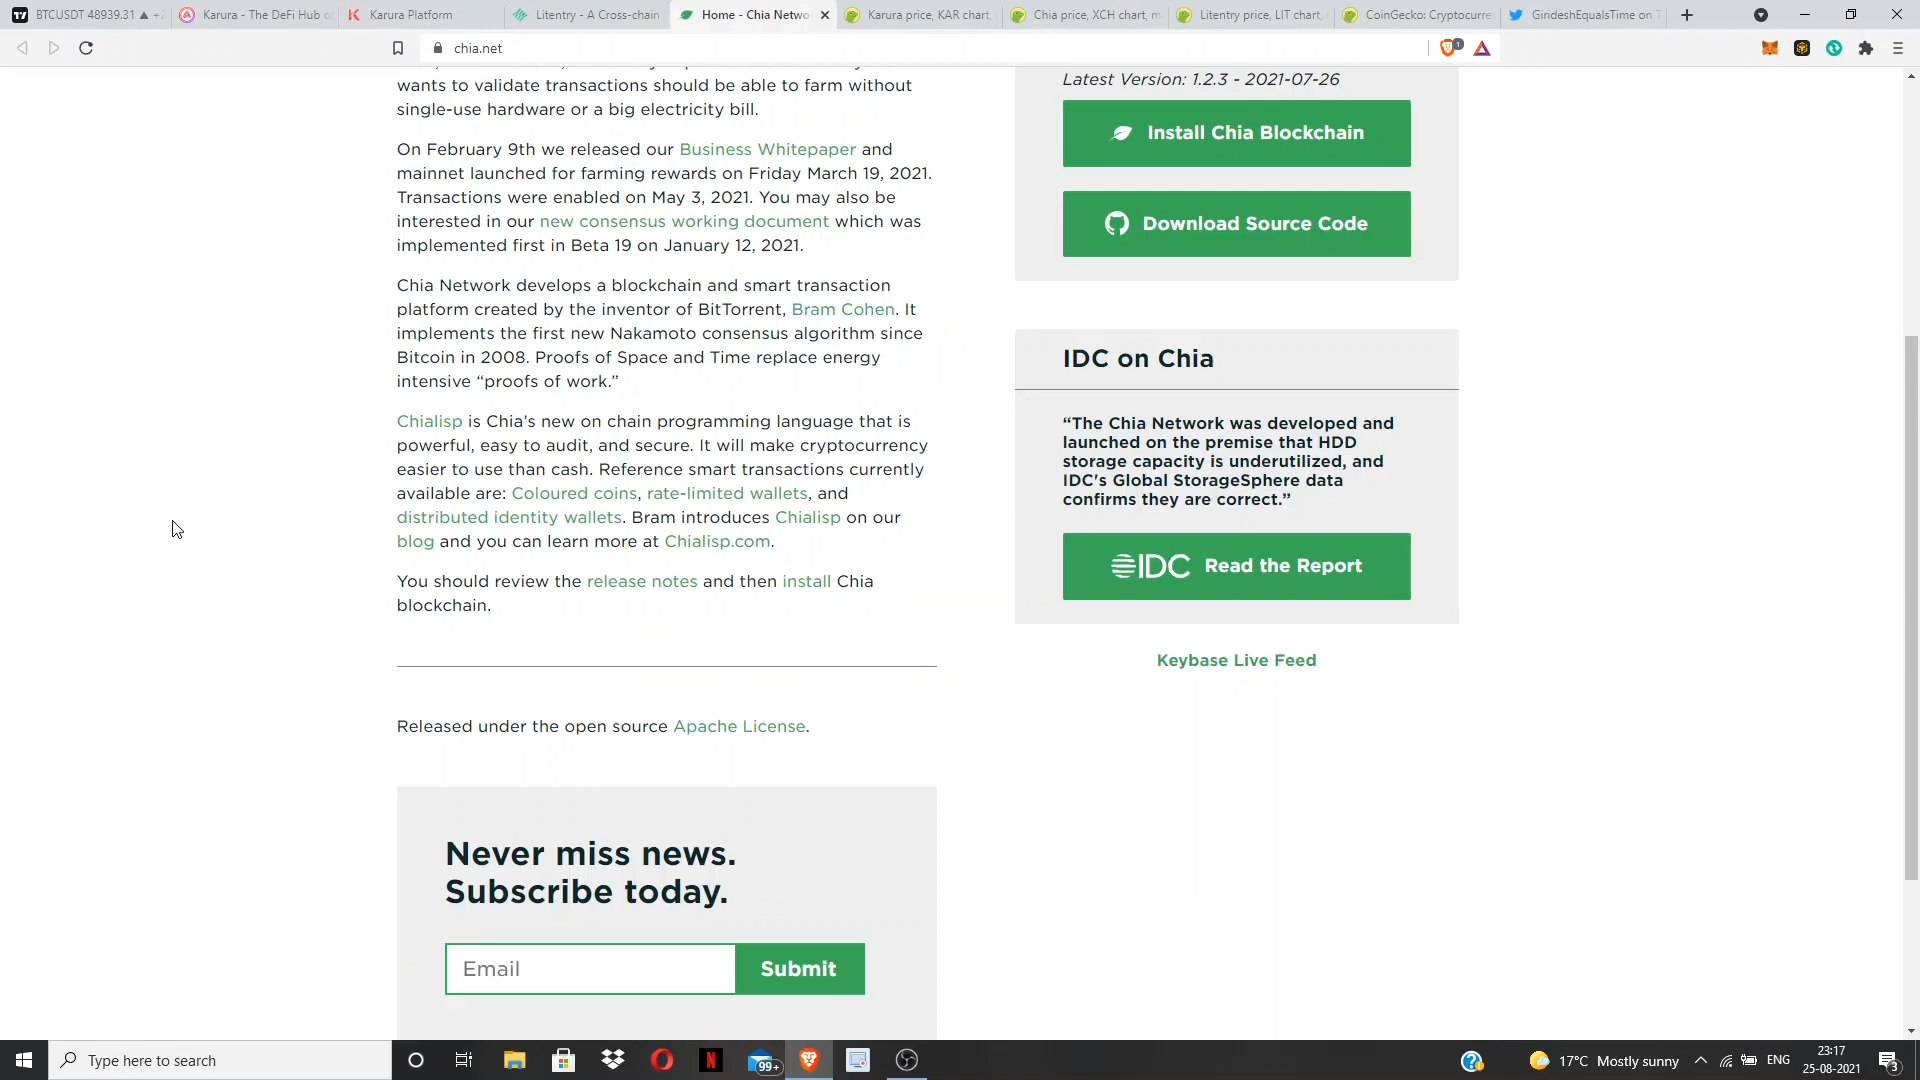 BTCUSDT 48939.31 ▲
Karura - The DeFi Hub o
Karura Platform
Litentry - A Cross-chain
Home - Chia Netwo
Karura price, KAR chart,
Chia price, XCH chart, m
Litentry price, LIT chart,
CoinGecko: Cryptocurre
GirideshEqualsTime on T
chia.net
1
wants to validate transactions should be able to farm without
single-use hardware or a big electricity bill.
On February 9th we released our Business Whitepaper and
mainnet launched for farming rewards on Friday March 19, 2021.
Transactions were enabled on May 3, 2021. You may also be
interested in our new consensus working document which was
implemented first in Beta 19 on January 12, 2021.
Chia Network develops a blockchain and smart transaction
platform created by the inventor of BitTorrent, Bram Cohen. It
implements the first new Nakamoto consensus algorithm since
Bitcoin in 2008. Proofs of Space and Time replace energy
intensive “proofs of work.”
Chialisp is Chia’s new on chain programming language that is
powerful, easy to audit, and secure. It will make cryptocurrency
easier to use than cash. Reference smart transactions currently
available are: Coloured coins, rate-limited wallets, and
distributed identity wallets. Bram introduces Chialisp on our
blog and you can learn more at Chialisp.com.
You should review the release notes and then install Chia
blockchain.
Released under the open source Apache License.
Never miss news.
Subscribe today.
Email
Submit
Latest Version: 1.2.3 - 2021-07-26
Install Chia Blockchain
Download Source Code
IDC on Chia
“The Chia Network was developed and
launched on the premise that HDD
storage capacity is underutilized, and
IDC's Global StorageSphere data
confirms they are correct.”
IDC Read the Report
Keybase Live Feed
Type here to search
99+
17°C Mostly sunny
ENG
23:17
25-08-2021
3